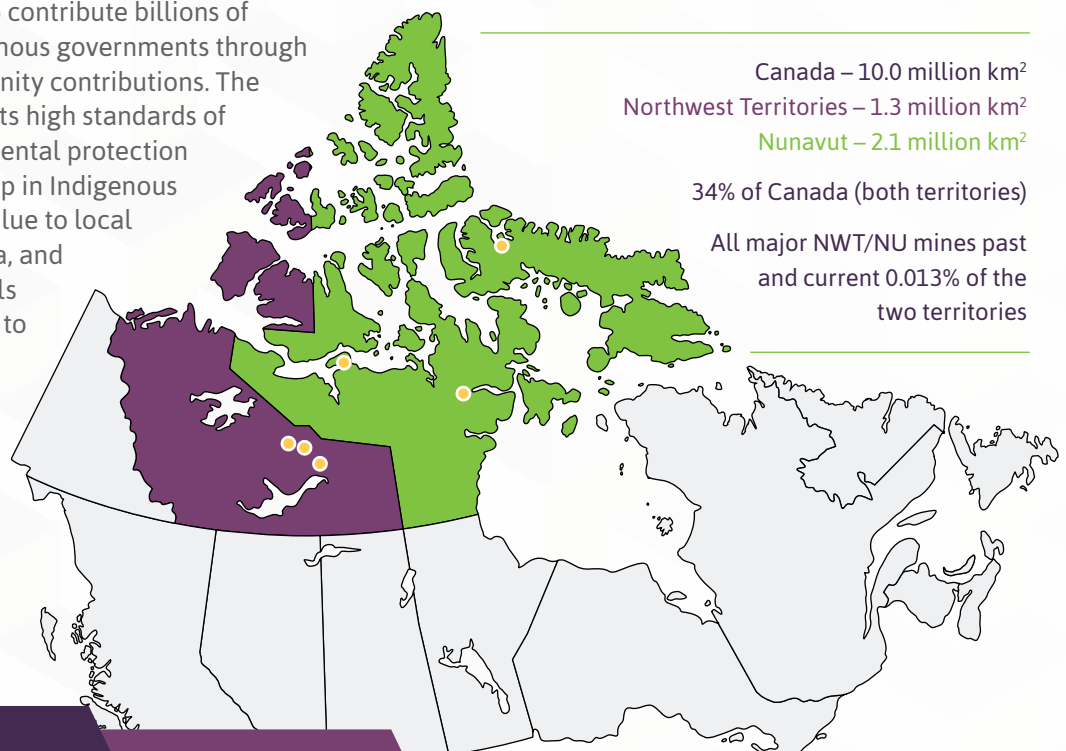 contribute billions of
nous governments through
nity contributions. The
ts high standards of
ental protection
p in Indigenous
lue to local
a, and
ls
to
Canada – 10.0 million km²
Northwest Territories – 1.3 million km²
Nunavut – 2.1 million km²
34% of Canada (both territories)
All major NWT/NU mines past
and current 0.013% of the
two territories